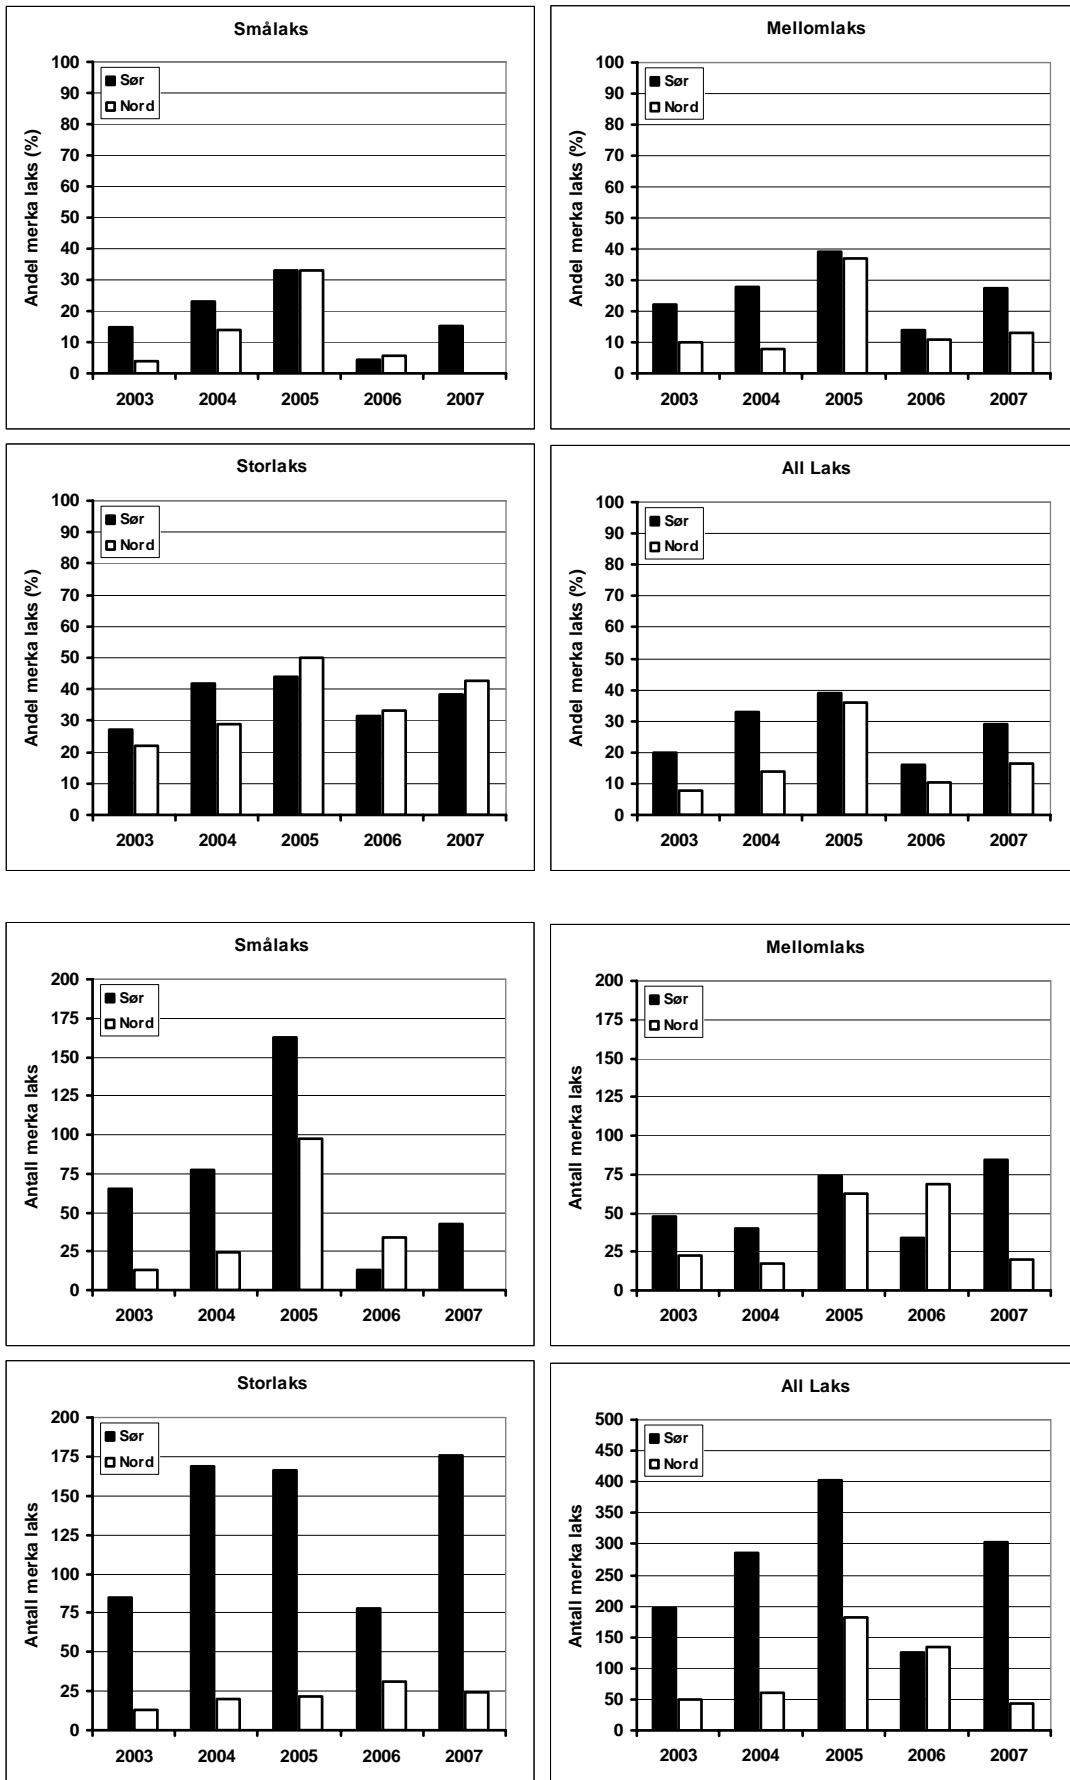 Smålaks
Andel merka laks (%)
100
90
80
70
60
50
40
30
20
10
0
Sør
Nord
2003 2004 2005 2006 2007
Mellomlaks
Andel merka laks (%)
100
90
80
70
60
50
40
30
20
10
0
Sør
Nord
2003 2004 2005 2006 2007
Storlaks
Andel merka laks (%)
100
90
80
70
60
50
40
30
20
10
0
Sør
Nord
2003 2004 2005 2006 2007
All Laks
Andel merka laks (%)
100
90
80
70
60
50
40
30
20
10
0
Sør
Nord
2003 2004 2005 2006 2007
Smålaks
Antall merka laks
200
175
150
125
100
75
50
25
0
Sør
Nord
2003 2004 2005 2006 2007
Mellomlaks
Antall merka laks
200
175
150
125
100
75
50
25
0
Sør
Nord
2003 2004 2005 2006 2007
Storlaks
Antall merka laks
200
175
150
125
100
75
50
25
0
Sør
Nord
2003 2004 2005 2006 2007
All Laks
Antall merka laks
500
450
400
350
300
250
200
150
100
50
0
Sør
Nord
2003 2004 2005 2006 2007